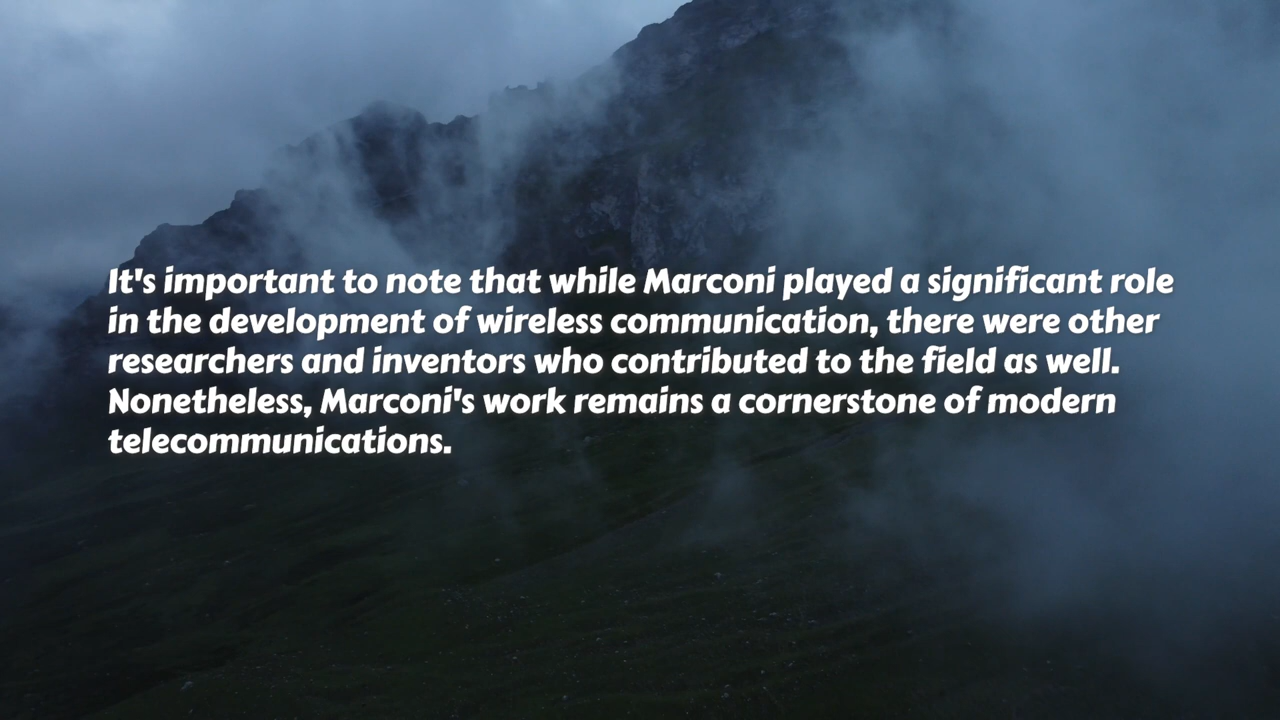 It's important to note that while Marconi played a significant role
in the development of wireless communication, there were other
researchers and inventors who contributed to the field as well.
Nonetheless, Marconi's work remains a cornerstone of modern
telecommunications.